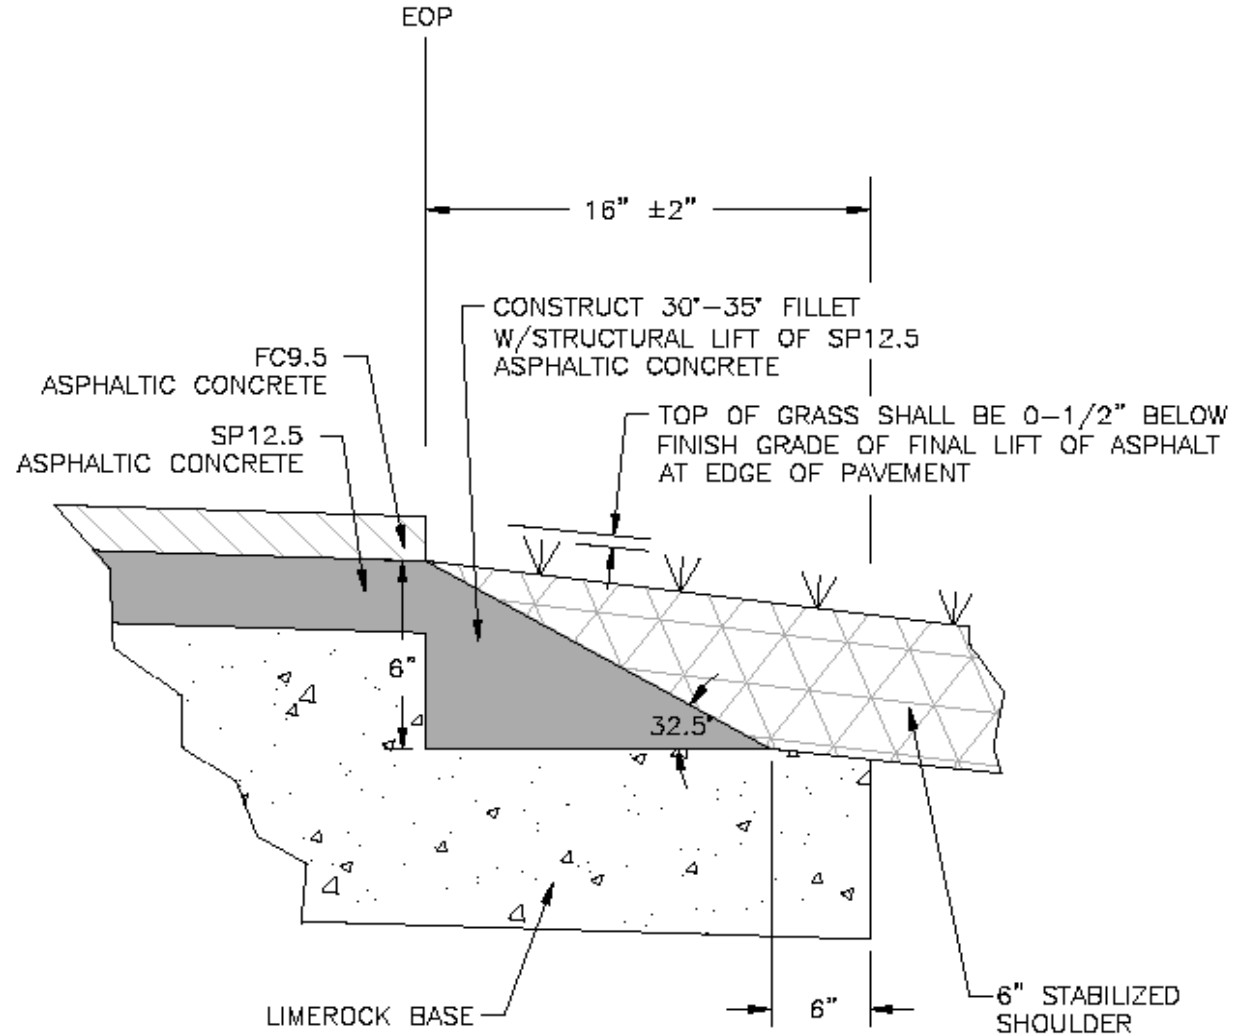 EOP
16" ±2"
CONSTRUCT 30°-35° FILLET
W/STRUCTURAL LIFT OF SP12.5
ASPHALTIC CONCRETE
FC9.5
ASPHALTIC CONCRETE
TOP OF GRASS SHALL BE 0-1/2" BELOW
FINISH GRADE OF FINAL LIFT OF ASPHALT
AT EDGE OF PAVEMENT
SP12.5
ASPHALTIC CONCRETE
6"
32.5°
6"
6" STABILIZED
SHOULDER
LIMEROCK BASE